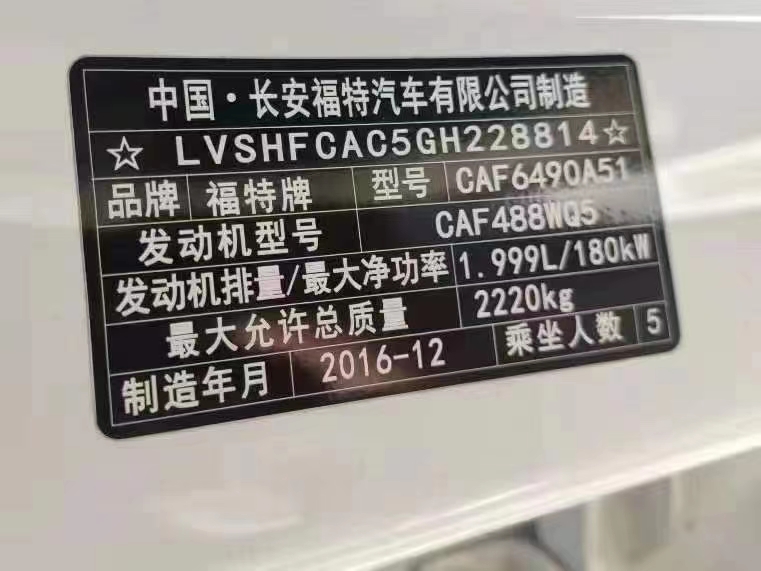 中国·长安福特汽车有限公司制造
☆ LVSHFCAC5GH228814 ☆
品牌 福特牌 型号 CAF6490A51
发动机型号 CAF488WQ5
发动机排量/最大净功率 1.999L/180kW
最大允许总质量 2220kg
制造年月 2016-12 乘坐人数 5